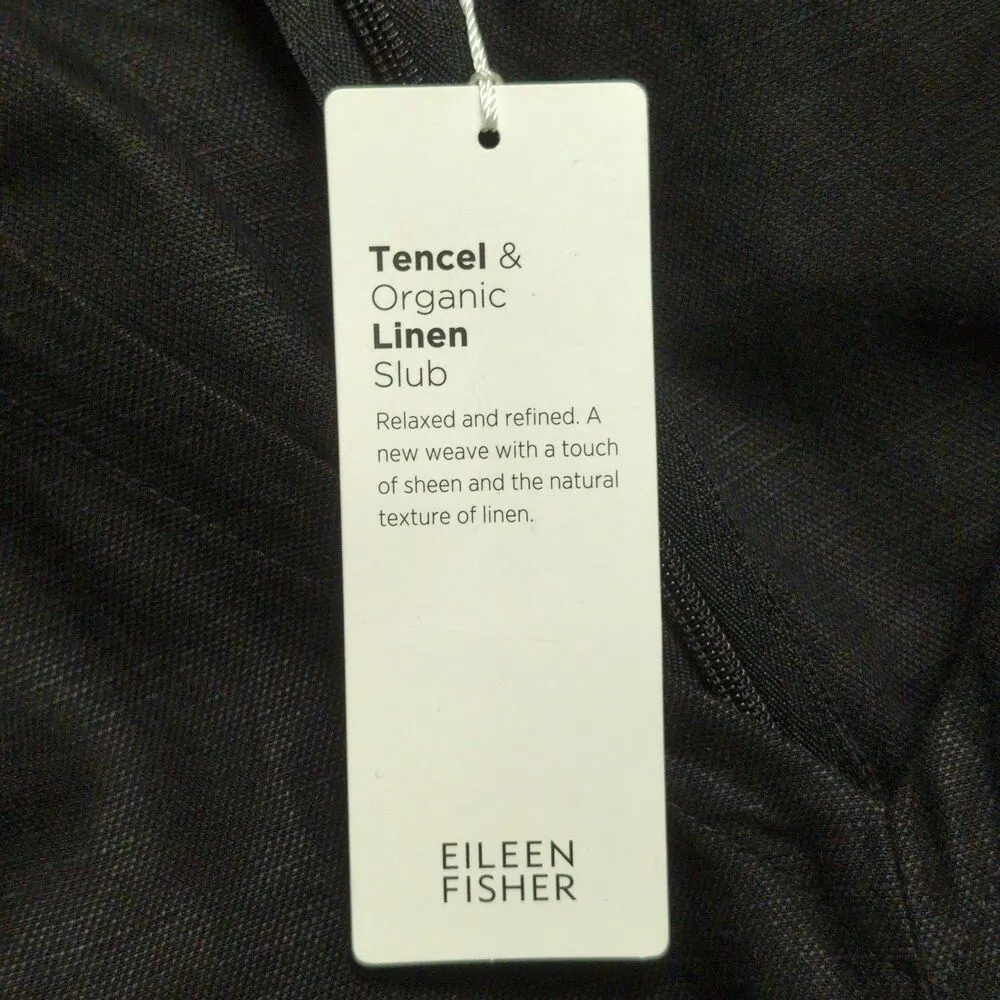 Tencel &
Organic
Linen
Slub
Relaxed and refined. A
new weave with a touch
of sheen and the natural
texture of linen.
EILEEN
FISHER